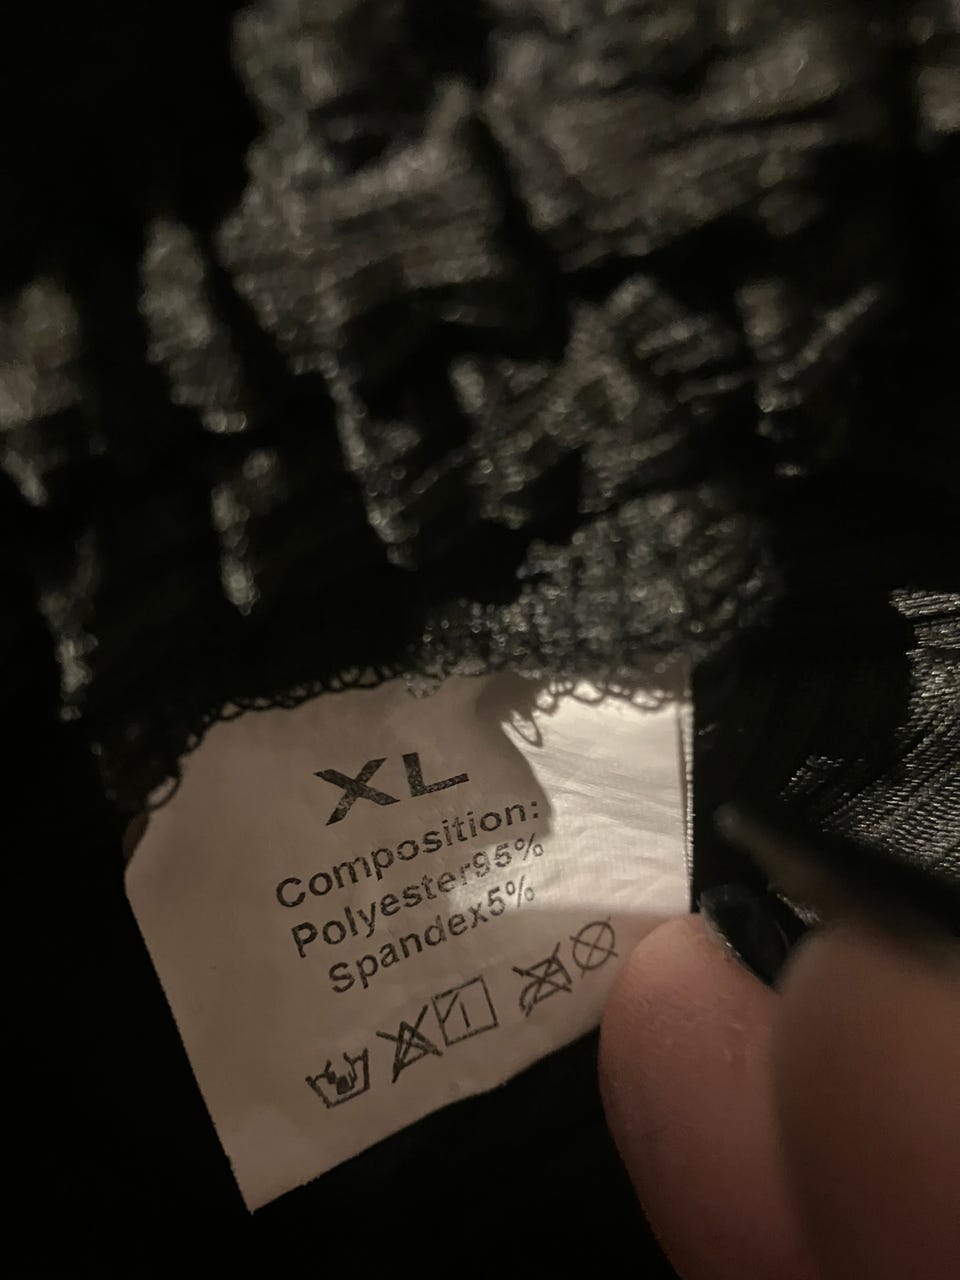 XL
Composition:
Polyester95%
Spandex5%